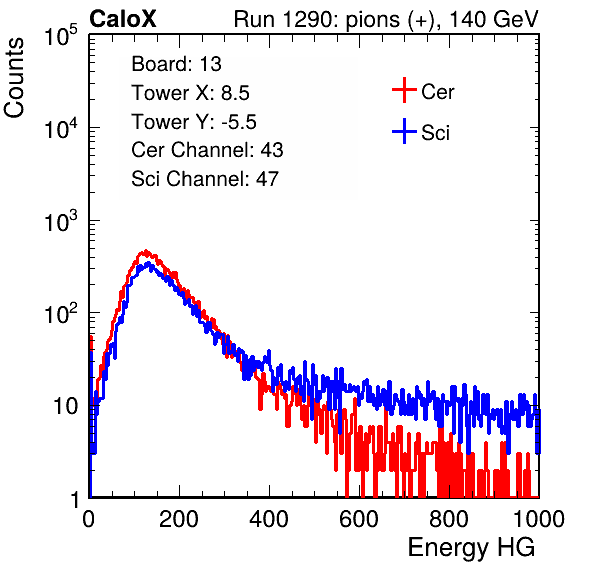 CaloX Run 1290: pions (+), 140 GeV
Counts
Board: 13
Tower X: 8.5
Tower Y: -5.5
Cer Channel: 43
Sci Channel: 47
Cer
Sci
10^5
10^4
10^3
10^2
10
1
0 200 400 600 800 1000
Energy HG